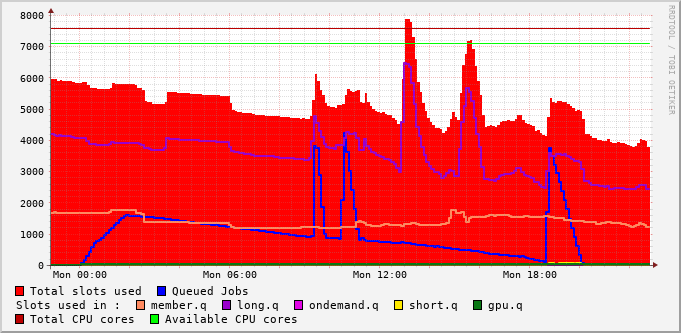 8000
7000
6000
5000
4000
3000
2000
1000
0
Mon 00:00 Mon 06:00 Mon 12:00 Mon 18:00
RRDTOOL / TOBI OETIKER
Total slots used Queued Jobs
Slots used in : member.q long.q ondemand.q short.q gpu.q
Total CPU cores Available CPU cores